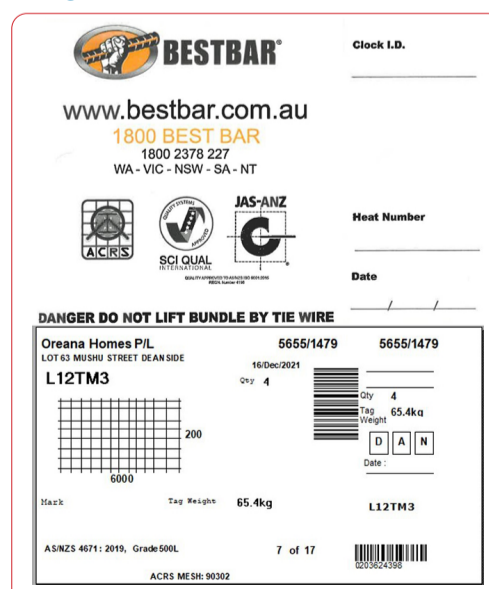 BESTBAR®
Clock I.D.
www.bestbar.com.au
1800 BEST BAR
1800 2378 227
WA - VIC - NSW - SA - NT
ACRS
QUALITY SYSTEMS
APPROVED
SCI QUAL
INTERNATIONAL
JAS-ANZ
C
Heat Number
Date
/ / /
DANGER DO NOT LIFT BUNDLE BY TIE WIRE
Oreana Homes P/L
LOT 63 MUSHU STREET DEANSIDE
5655/1479
5655/1479
16/Dec/2021
L12TM3
Qty 4
Qty 4
Tag Weight 65.4kg
200
6000
D A N
Date :
Mark
Tag Weight 65.4kg
L12TM3
AS/NZS 4671: 2019, Grade 500L
7 of 17
0203624398
ACRS MESH: 90302